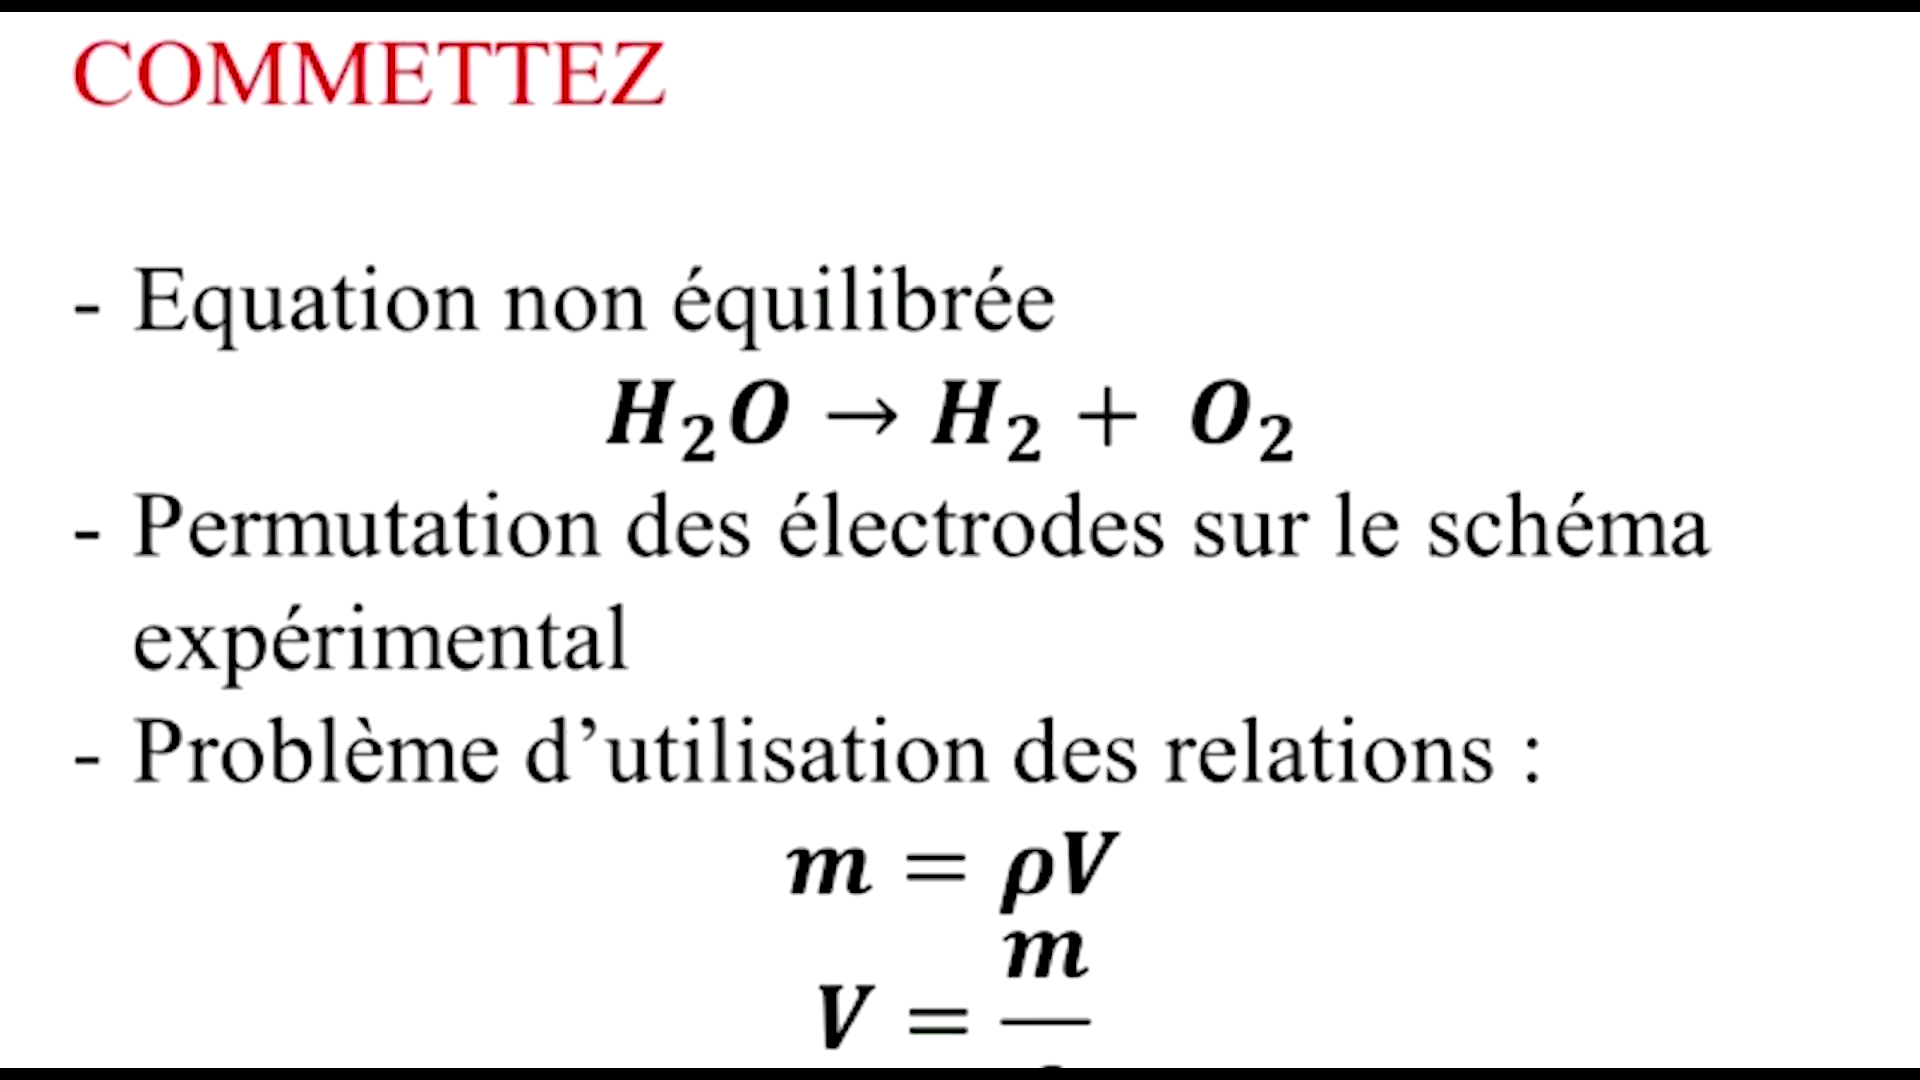 COMMETTEZ
- Equation non équilibrée
H₂O → H₂ + O₂
- Permutation des électrodes sur le schéma
expérimental
- Problème d’utilisation des relations :
m = ρV
V = m/